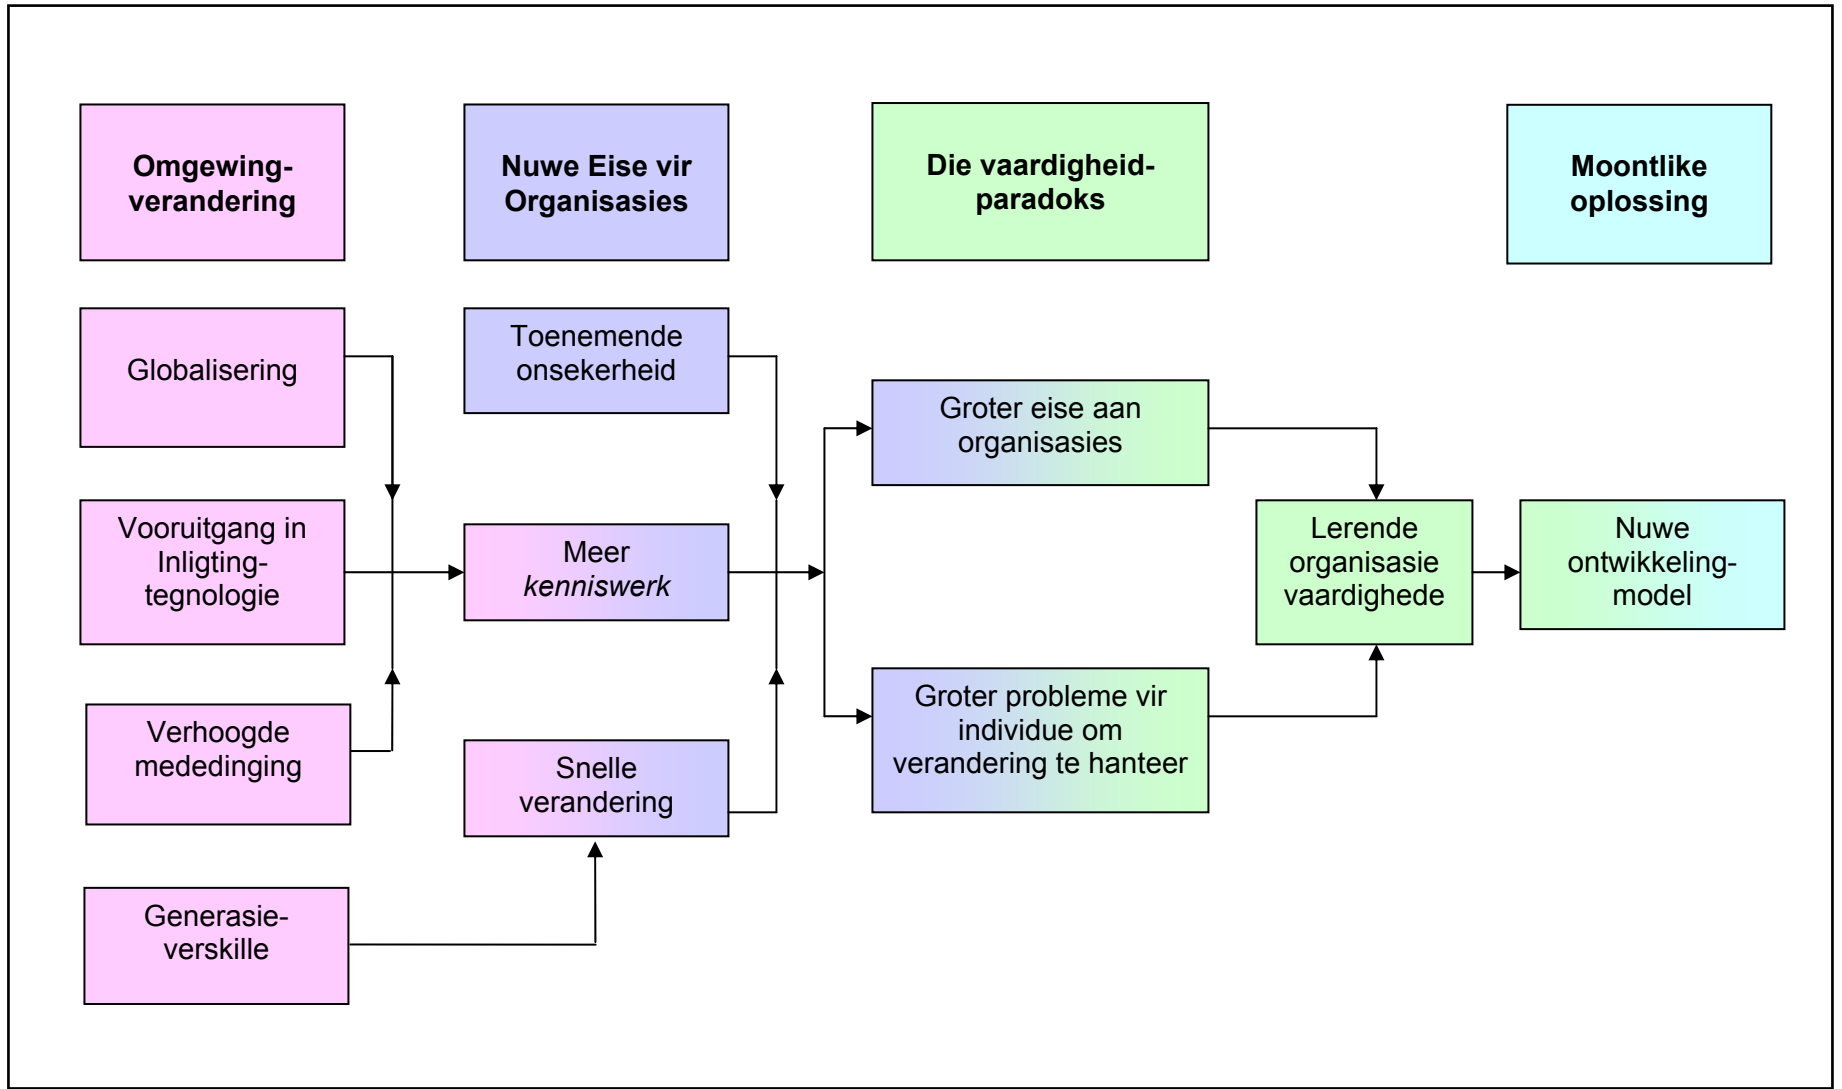 Omgewing-
verandering
Nuwe Eise vir
Organisasies
Die vaardigheid-
paradoks
Moontlike
oplossing
Globalisering
Vooruitgang in
Inligting-
tegnologie
Verhoogde
mededinging
Generasie-
verskille
Toenemende
onsekerheid
Meer
kenniswerk
Snelle
verandering
Groter eise aan
organisasies
Groter probleme vir
individue om
verandering te hanteer
Lerende
organisasie
vaardighede
Nuwe
ontwikkeling-
model